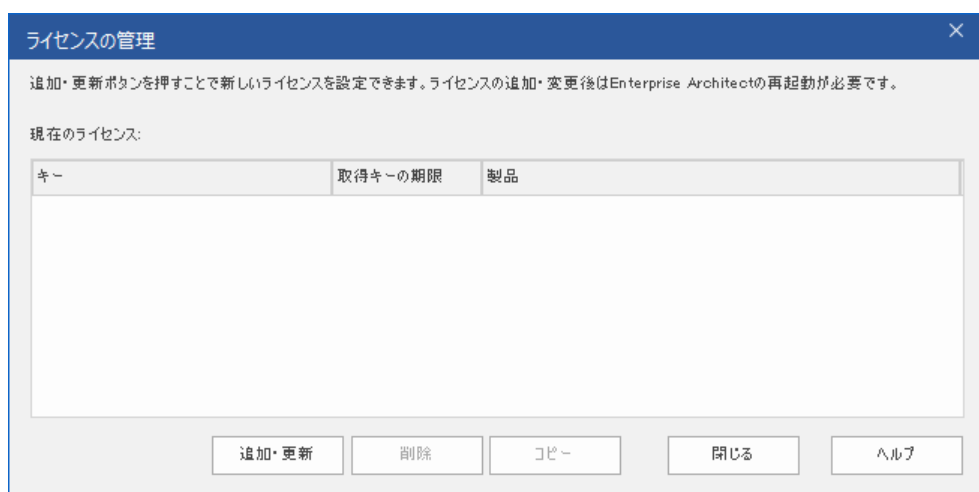 ライセンスの管理
追加・更新ボタンを押すことで新しいライセンスを設定できます。ライセンスの追加・変更後はEnterprise Architectの再起動が必要です。
現在のライセンス:
キー 取得キーの期限 製品
追加・更新 削除 コピー 閉じる ヘルプ